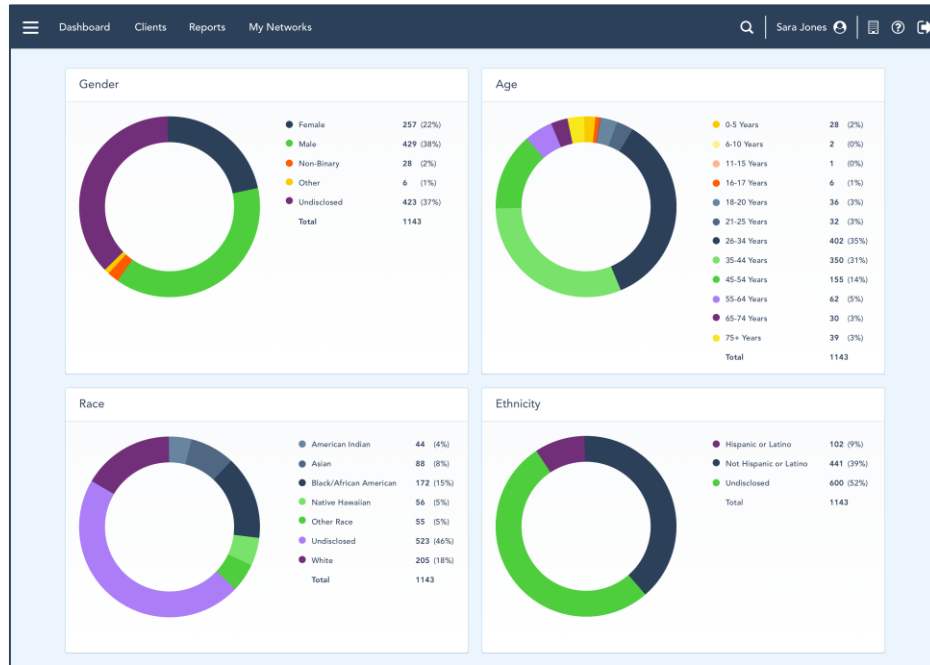 Dashboard Clients Reports My Networks Sara Jones
Gender
Female 257 (22%)
Male 429 (38%)
Non-Binary 28 (2%)
Other 6 (1%)
Undisclosed 423 (37%)
Total 1143
Age
0-5 Years 28 (2%)
6-10 Years 2 (0%)
11-15 Years 1 (0%)
16-17 Years 6 (1%)
18-20 Years 36 (3%)
21-25 Years 32 (3%)
26-34 Years 402 (35%)
35-44 Years 350 (31%)
45-54 Years 155 (14%)
55-64 Years 62 (5%)
65-74 Years 30 (3%)
75+ Years 39 (3%)
Total 1143
Race
American Indian 44 (4%)
Asian 88 (8%)
Black/African American 172 (15%)
Native Hawaiian 56 (5%)
Other Race 55 (5%)
Undisclosed 523 (46%)
White 205 (18%)
Total 1143
Ethnicity
Hispanic or Latino 102 (9%)
Not Hispanic or Latino 441 (39%)
Undisclosed 600 (52%)
Total 1143